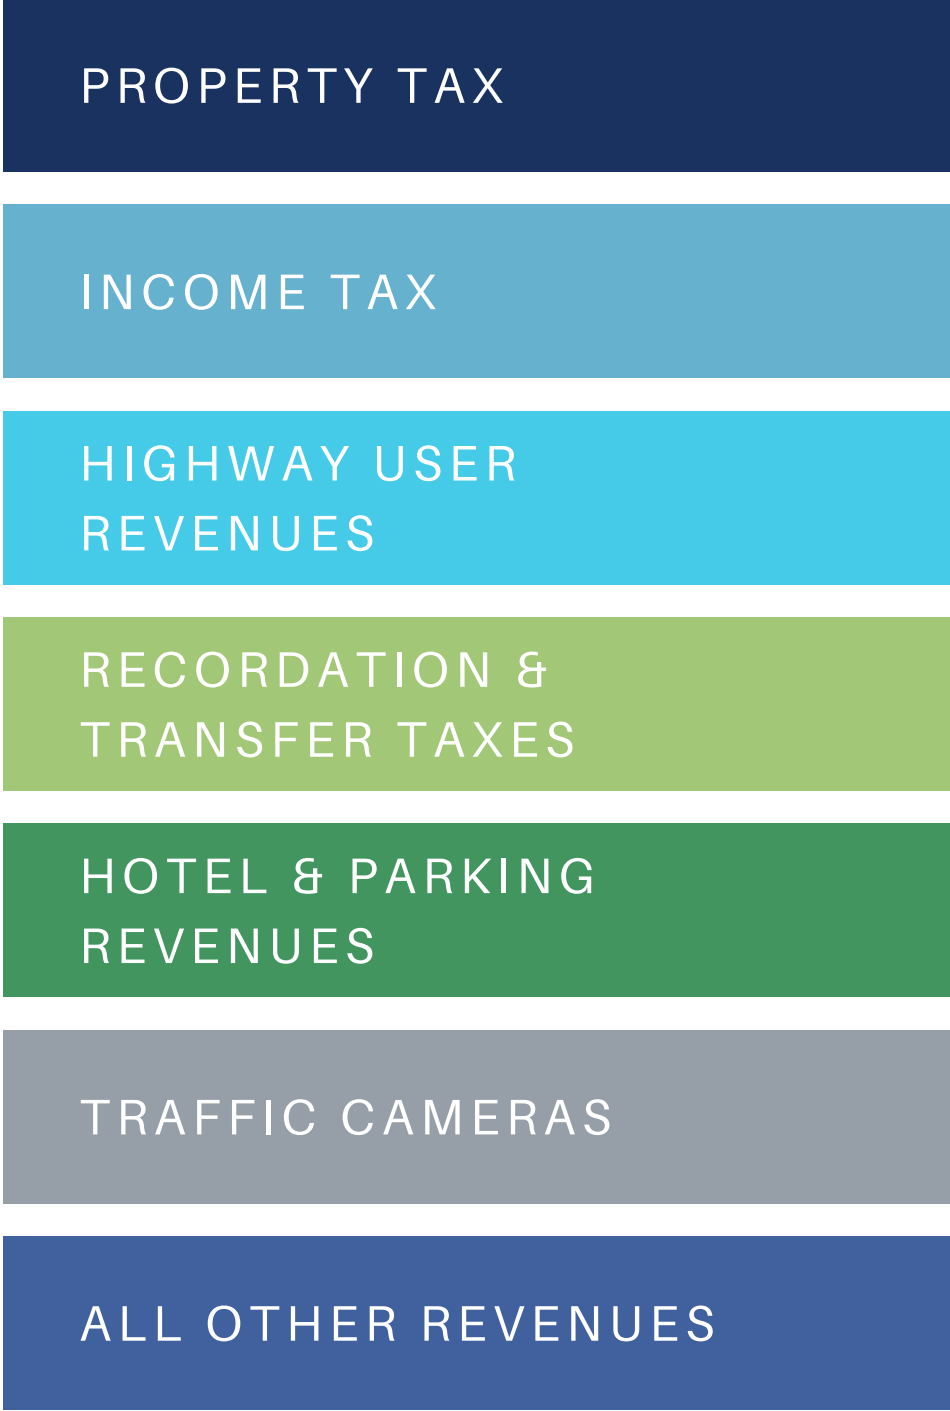 PROPERTY TAX
INCOME TAX
HIGHWAY USER
REVENUES
RECORDATION &
TRANSFER TAXES
HOTEL & PARKING
REVENUES
TRAFFIC CAMERAS
ALL OTHER REVENUES